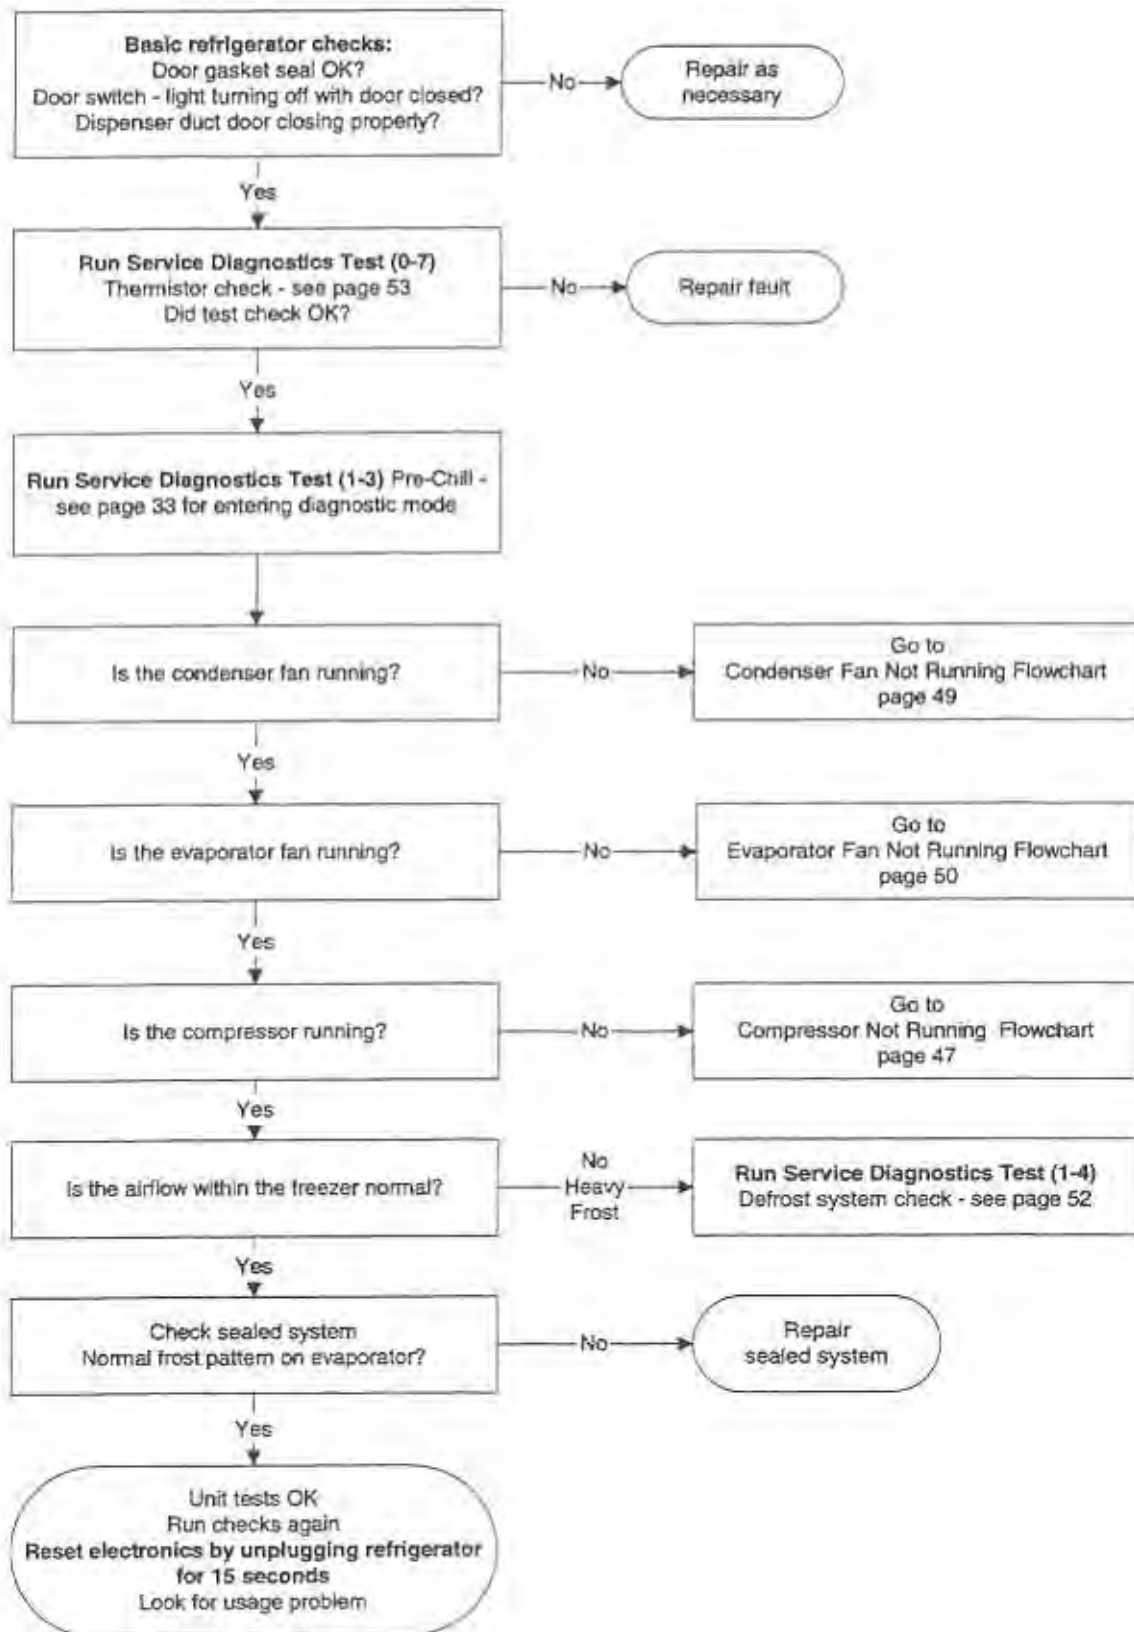 Basic refrigerator checks:
Door gasket seal OK?
Door switch - light turning off with door closed?
Dispenser duct door closing properly?
No
Repair as
necessary
Yes
Run Service Diagnostics Test (0-7)
Thermistor check - see page 53
Did test check OK?
No
Repair fault
Yes
Run Service Diagnostics Test (1-3) Pre-Chill -
see page 33 for entering diagnostic mode
Is the condenser fan running?
No
Go to
Condenser Fan Not Running Flowchart
page 49
Yes
Is the evaporator fan running?
No
Go to
Evaporator Fan Not Running Flowchart
page 50
Yes
Is the compressor running?
No
Go to
Compressor Not Running Flowchart
page 47
Yes
Is the airflow within the freezer normal?
No
Heavy
Frost
Run Service Diagnostics Test (1-4)
Defrost system check - see page 52
Yes
Check sealed system
Normal frost pattern on evaporator?
No
Repair
sealed system
Yes
Unit tests OK
Run checks again
Reset electronics by unplugging refrigerator
for 15 seconds
Look for usage problem